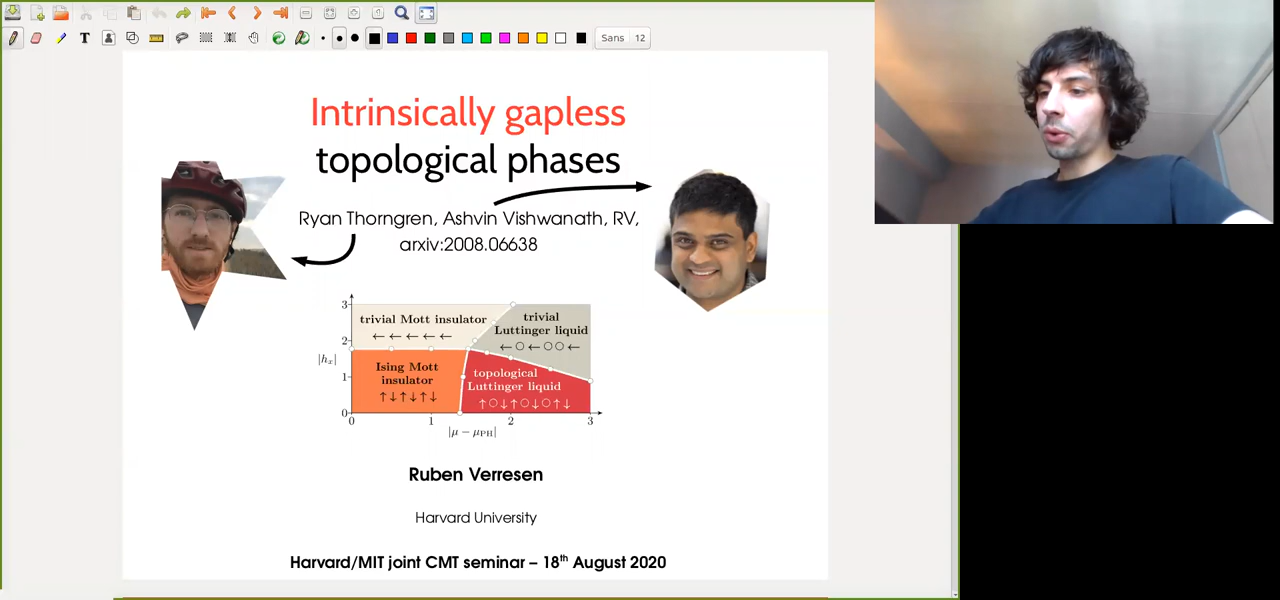 T
Sans 12
Intrinsically gapless
topological phases
Ryan Thorngren, Ashvin Vishwanath, RV,
arxiv:2008.06638
3
2
1
0
|h_x|
trivial Mott insulator
←←←←←
trivial
Luttinger liquid
←○←○○←
Ising Mott
insulator
↑↓↑↓↑↓
topological
Luttinger liquid
↑○↓↑○↓○↑↓
0 1 2 3
|μ − μ_PH|
Ruben Verresen
Harvard University
Harvard/MIT joint CMT seminar – 18th August 2020